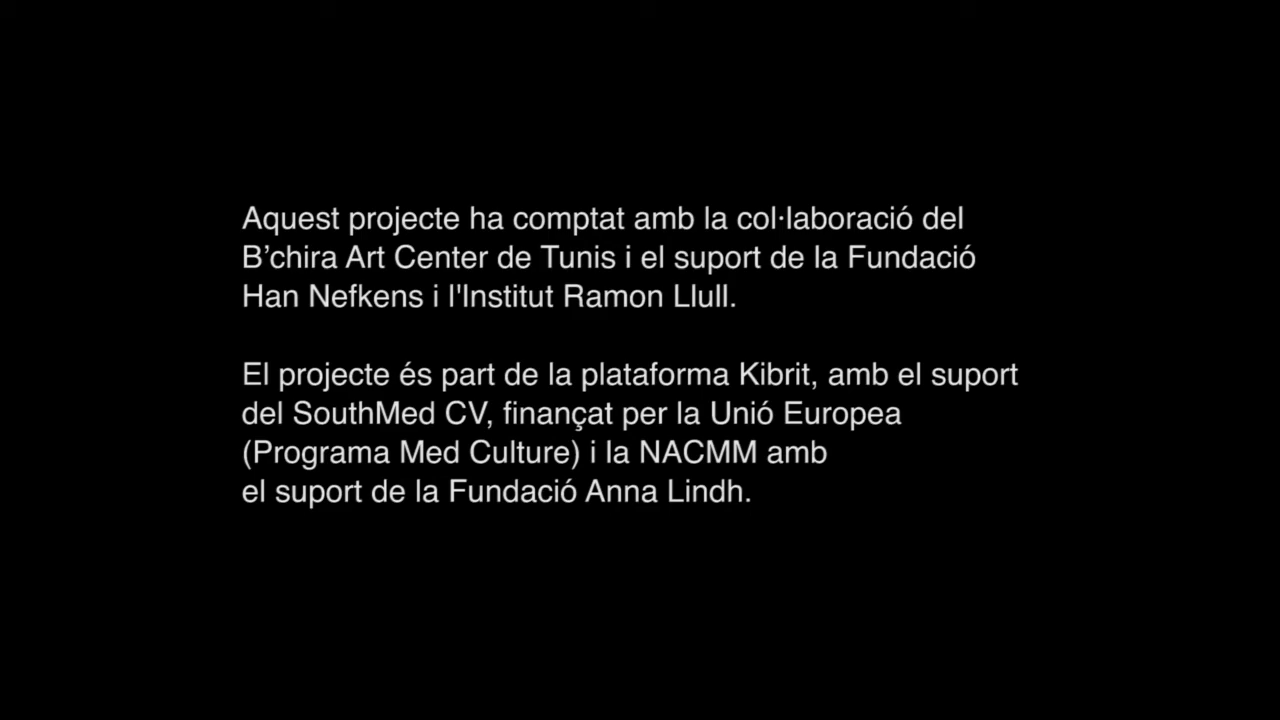 Aquest projecte ha comptat amb la col·laboració del
B’chira Art Center de Tunis i el suport de la Fundació
Han Nefkens i l'Institut Ramon Llull.
El projecte és part de la plataforma Kibrit, amb el suport
del SouthMed CV, finançat per la Unió Europea
(Programa Med Culture) i la NACMM amb
el suport de la Fundació Anna Lindh.